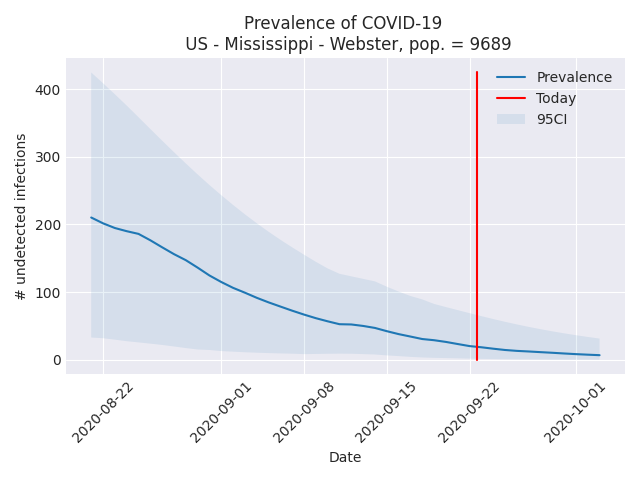 Prevalence of COVID-19
US - Mississippi - Webster, pop. = 9689
# undetected infections
400
300
200
100
0
Prevalence
Today
95CI
2020-08-22
2020-09-01
2020-09-08
2020-09-15
2020-09-22
2020-10-01
Date